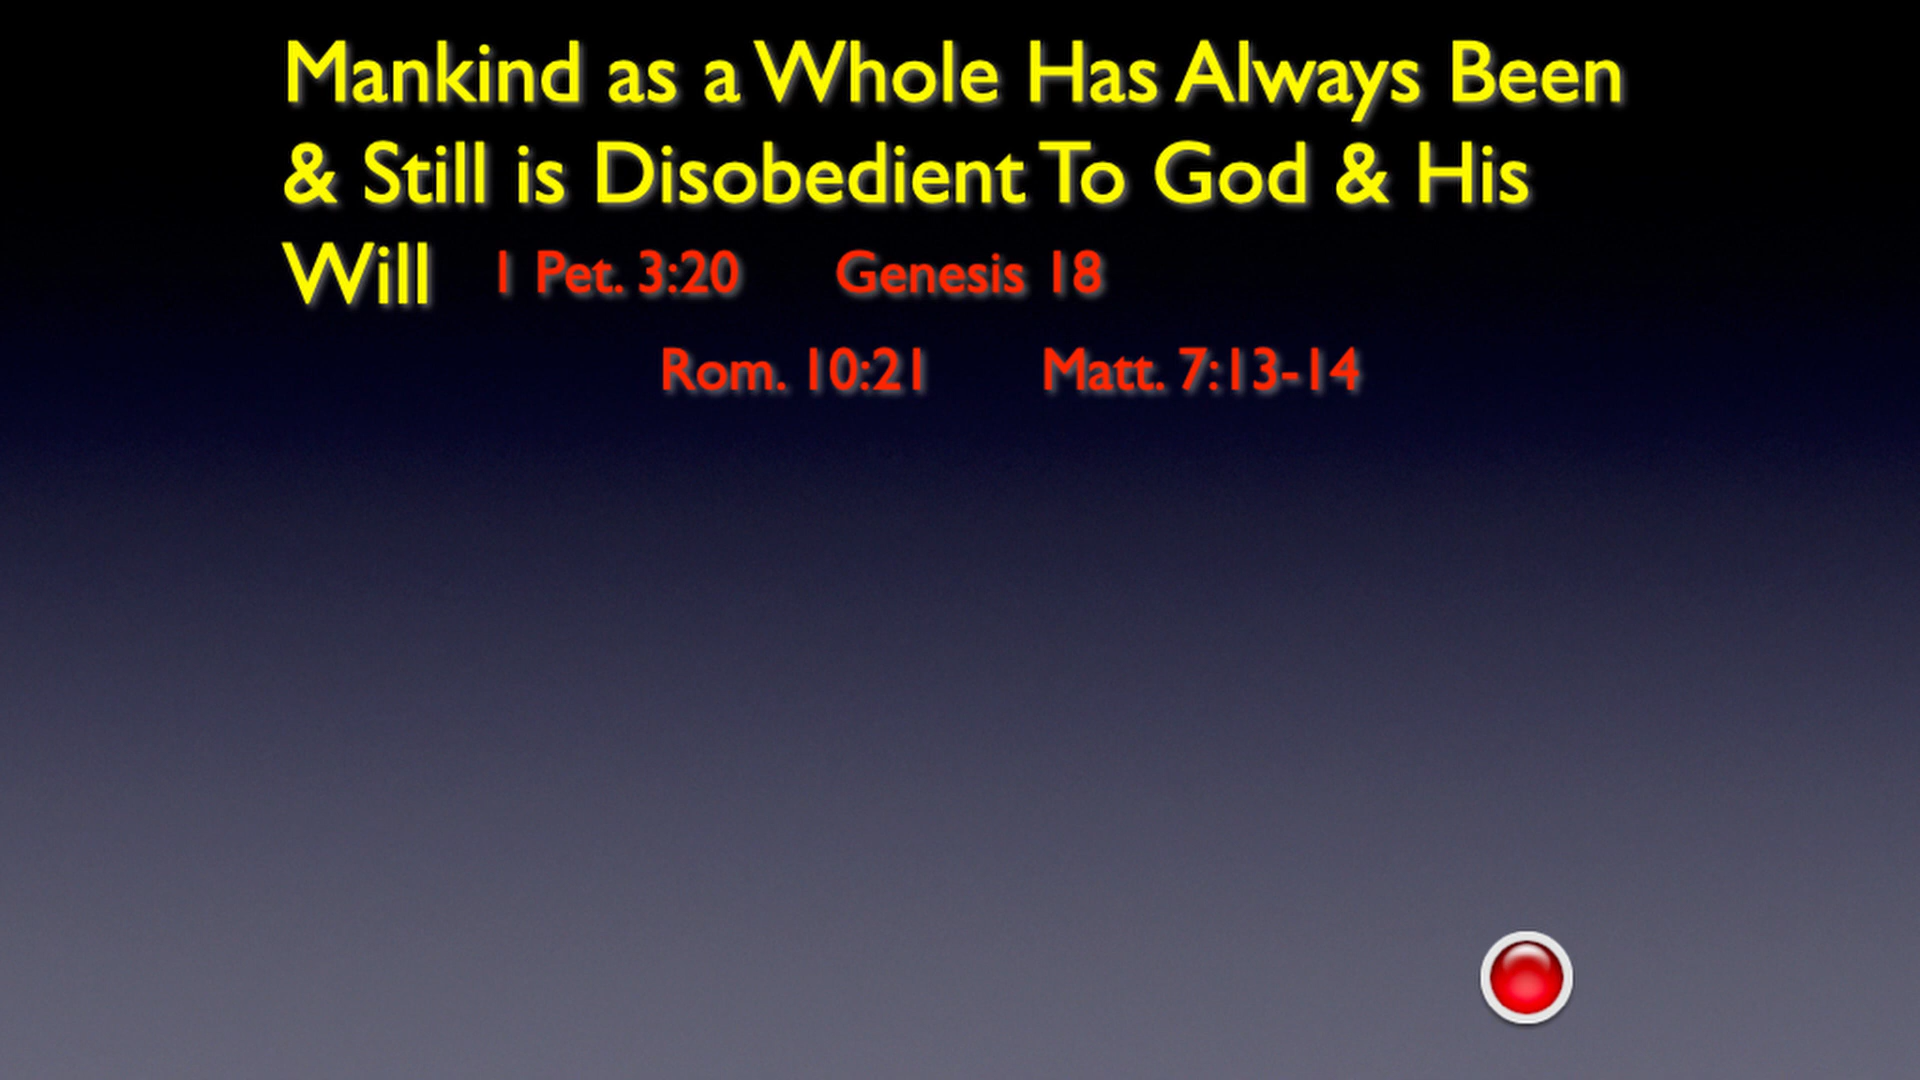 Mankind as a Whole Has Always Been
& Still is Disobedient To God & His
Will 1 Pet. 3:20 Genesis 18
Rom. 10:21 Matt. 7:13-14